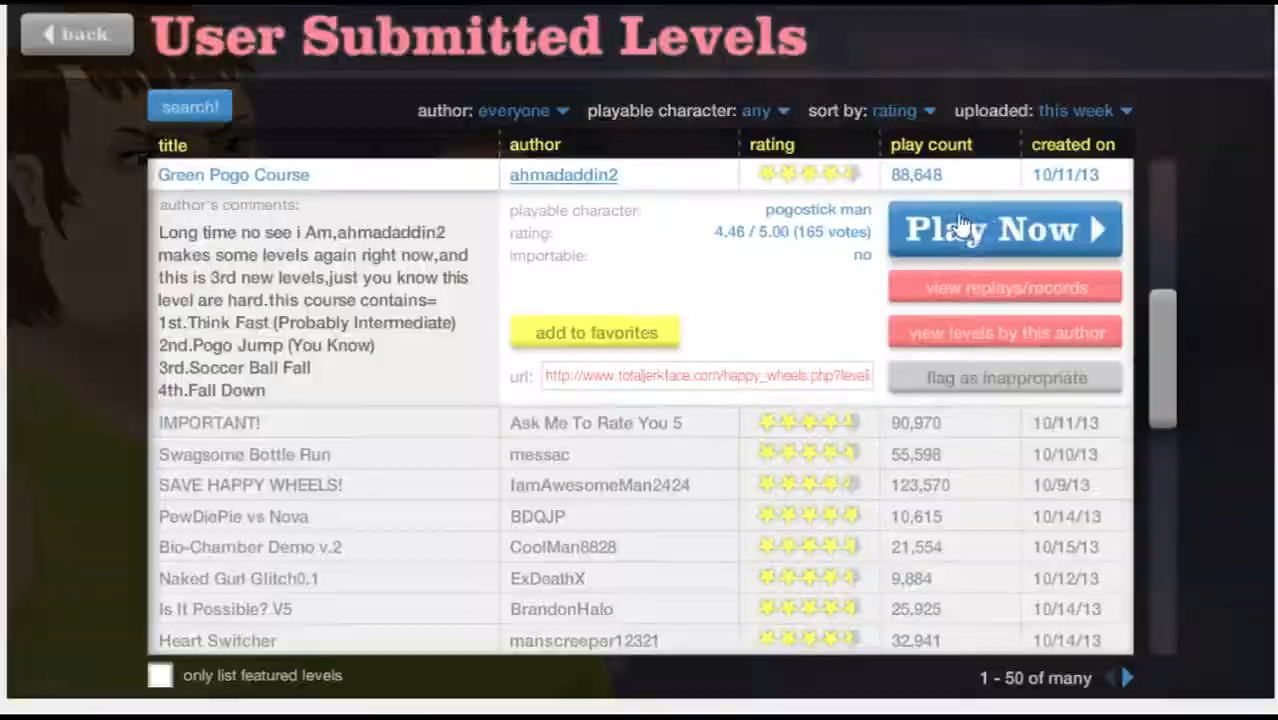 back
User Submitted Levels
search!
author: everyone playable character: any sort by: rating uploaded: this week
title author rating play count created on
Green Pogo Course ahmadaddin2 88,648 10/11/13
author's comments:
Long time no see i Am,ahmadaddin2
makes some levels again right now,and
this is 3rd new levels,just you know this
level are hard.this course contains=
1st.Think Fast (Probably Intermediate)
2nd.Pogo Jump (You Know)
3rd.Soccer Ball Fall
4th.Fall Down
playable character: pogostick man
rating: 4.46 / 5.00 (165 votes)
importable: no
add to favorites
url: http://www.totaljerkface.com/happy_wheels.php?leveli
Play Now
view replays/records
view levels by this author
flag as inappropriate
IMPORTANT! Ask Me To Rate You 5 90,970 10/11/13
Swagsome Bottle Run messac 55,598 10/10/13
SAVE HAPPY WHEELS! IamAwesomeMan2424 123,570 10/9/13
PewDiePie vs Nova BDQJP 10,615 10/14/13
Bio-Chamber Demo v.2 CoolMan8828 21,554 10/15/13
Naked Gurl Glitch0.1 ExDeathX 9,884 10/12/13
Is It Possible? V5 BrandonHalo 25,925 10/14/13
Heart Switcher manscreeper12321 32,941 10/14/13
only list featured levels
1 - 50 of many